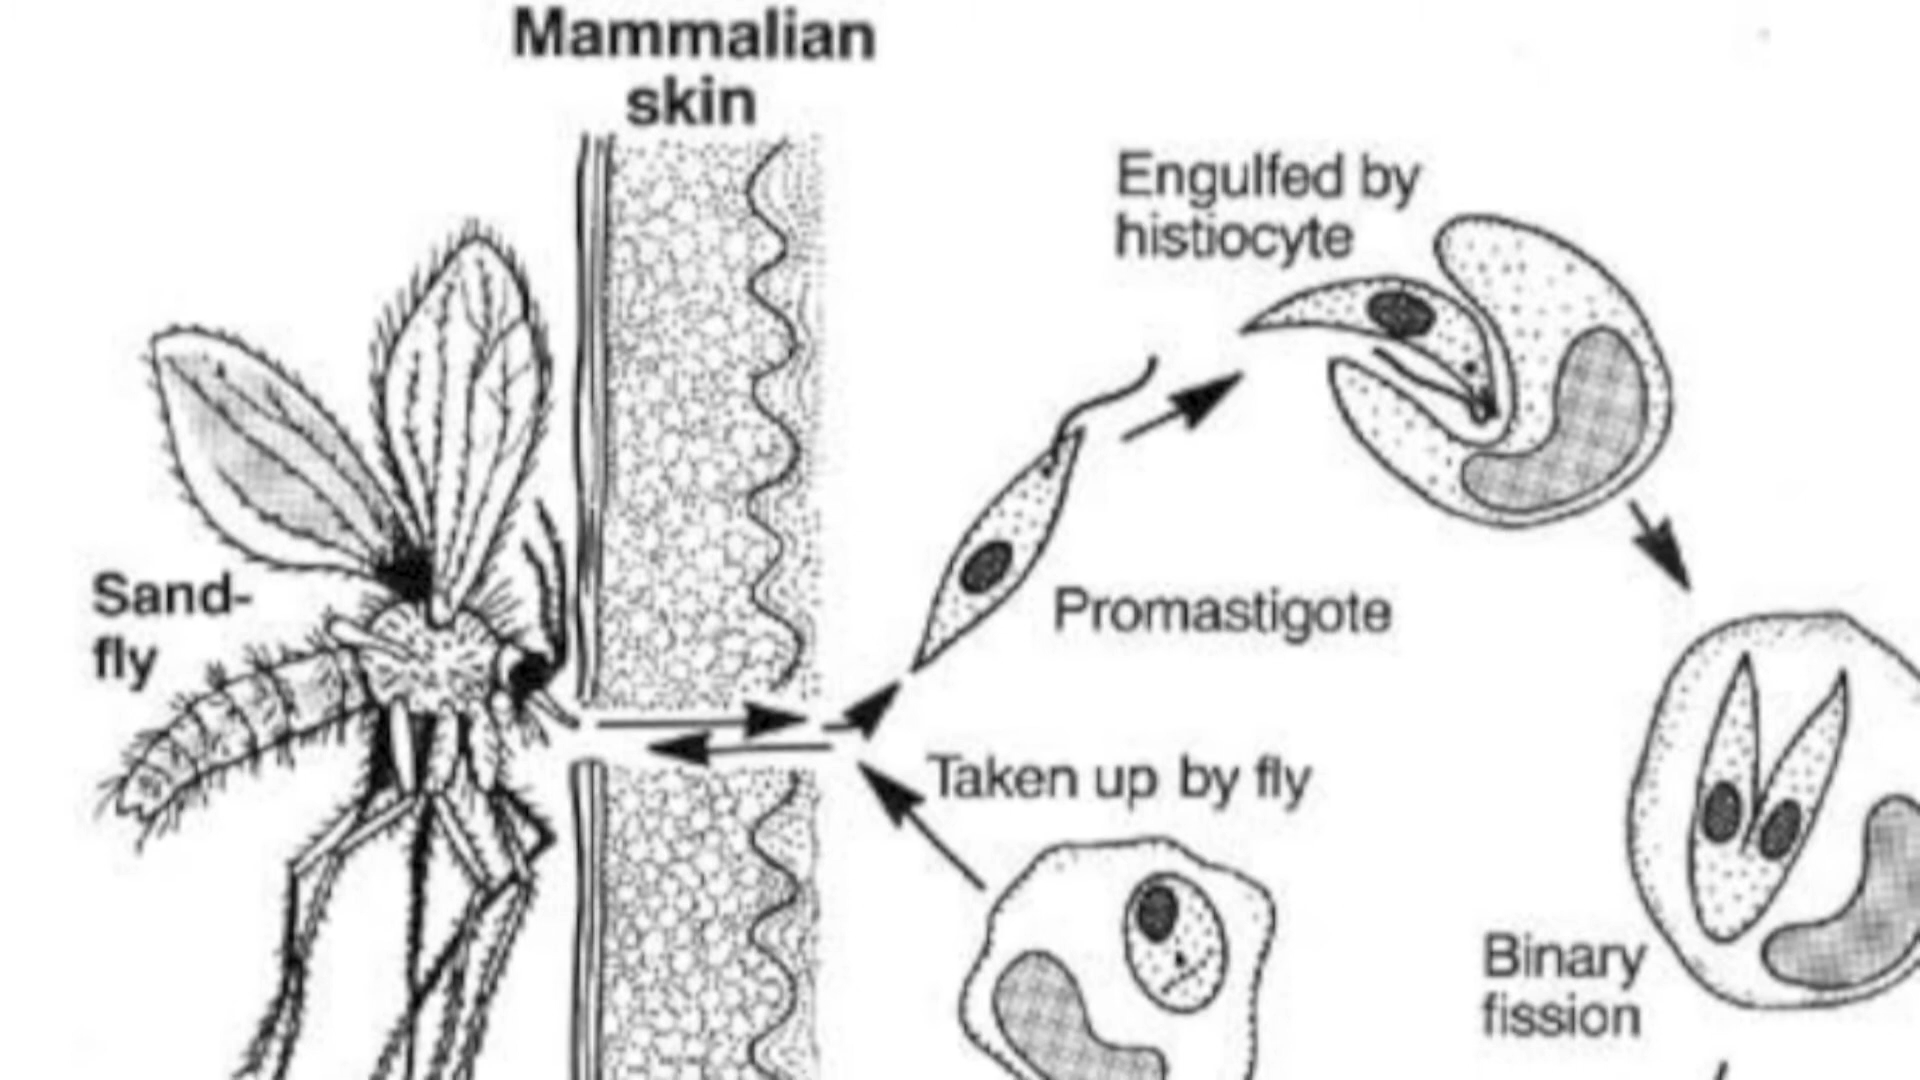 Mammalian
skin
Engulfed by
histiocyte
Sand-
fly
Promastigote
Taken up by fly
Binary
fission